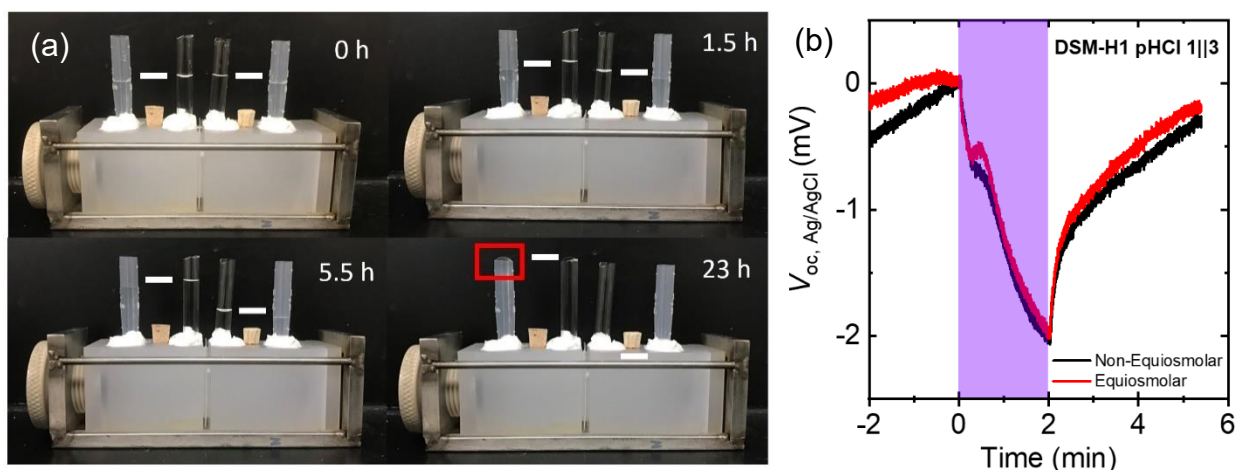 (a)
0 h
1.5 h
5.5 h
23 h
(b)
DSM-H1 pHCl 1||3
V oc, Ag/AgCl (mV)
0
-1
-2
Non-Equiosmolar
Equiosmolar
-2
0
2
4
6
Time (min)